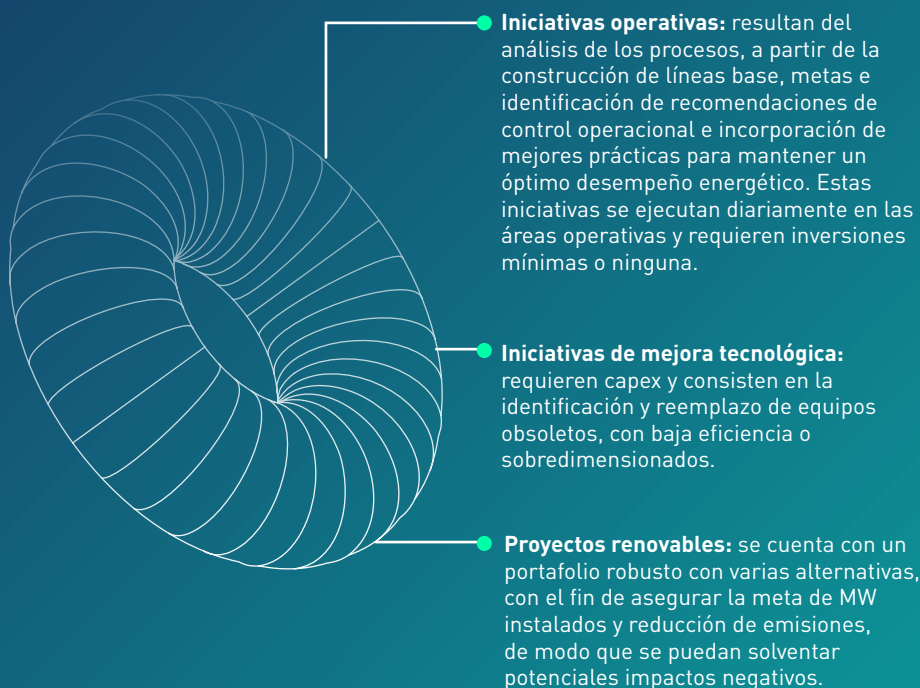 Iniciativas operativas: resultan del
análisis de los procesos, a partir de la
construcción de líneas base, metas e
identificación de recomendaciones de
control operacional e incorporación de
mejores prácticas para mantener un
óptimo desempeño energético. Estas
iniciativas se ejecutan diariamente en las
áreas operativas y requieren inversiones
mínimas o ninguna.
Iniciativas de mejora tecnológica:
requieren capex y consisten en la
identificación y reemplazo de equipos
obsoletos, con baja eficiencia o
sobredimensionados.
Proyectos renovables: se cuenta con un
portafolio robusto con varias alternativas,
con el fin de asegurar la meta de MW
instalados y reducción de emisiones,
de modo que se puedan solventar
potenciales impactos negativos.